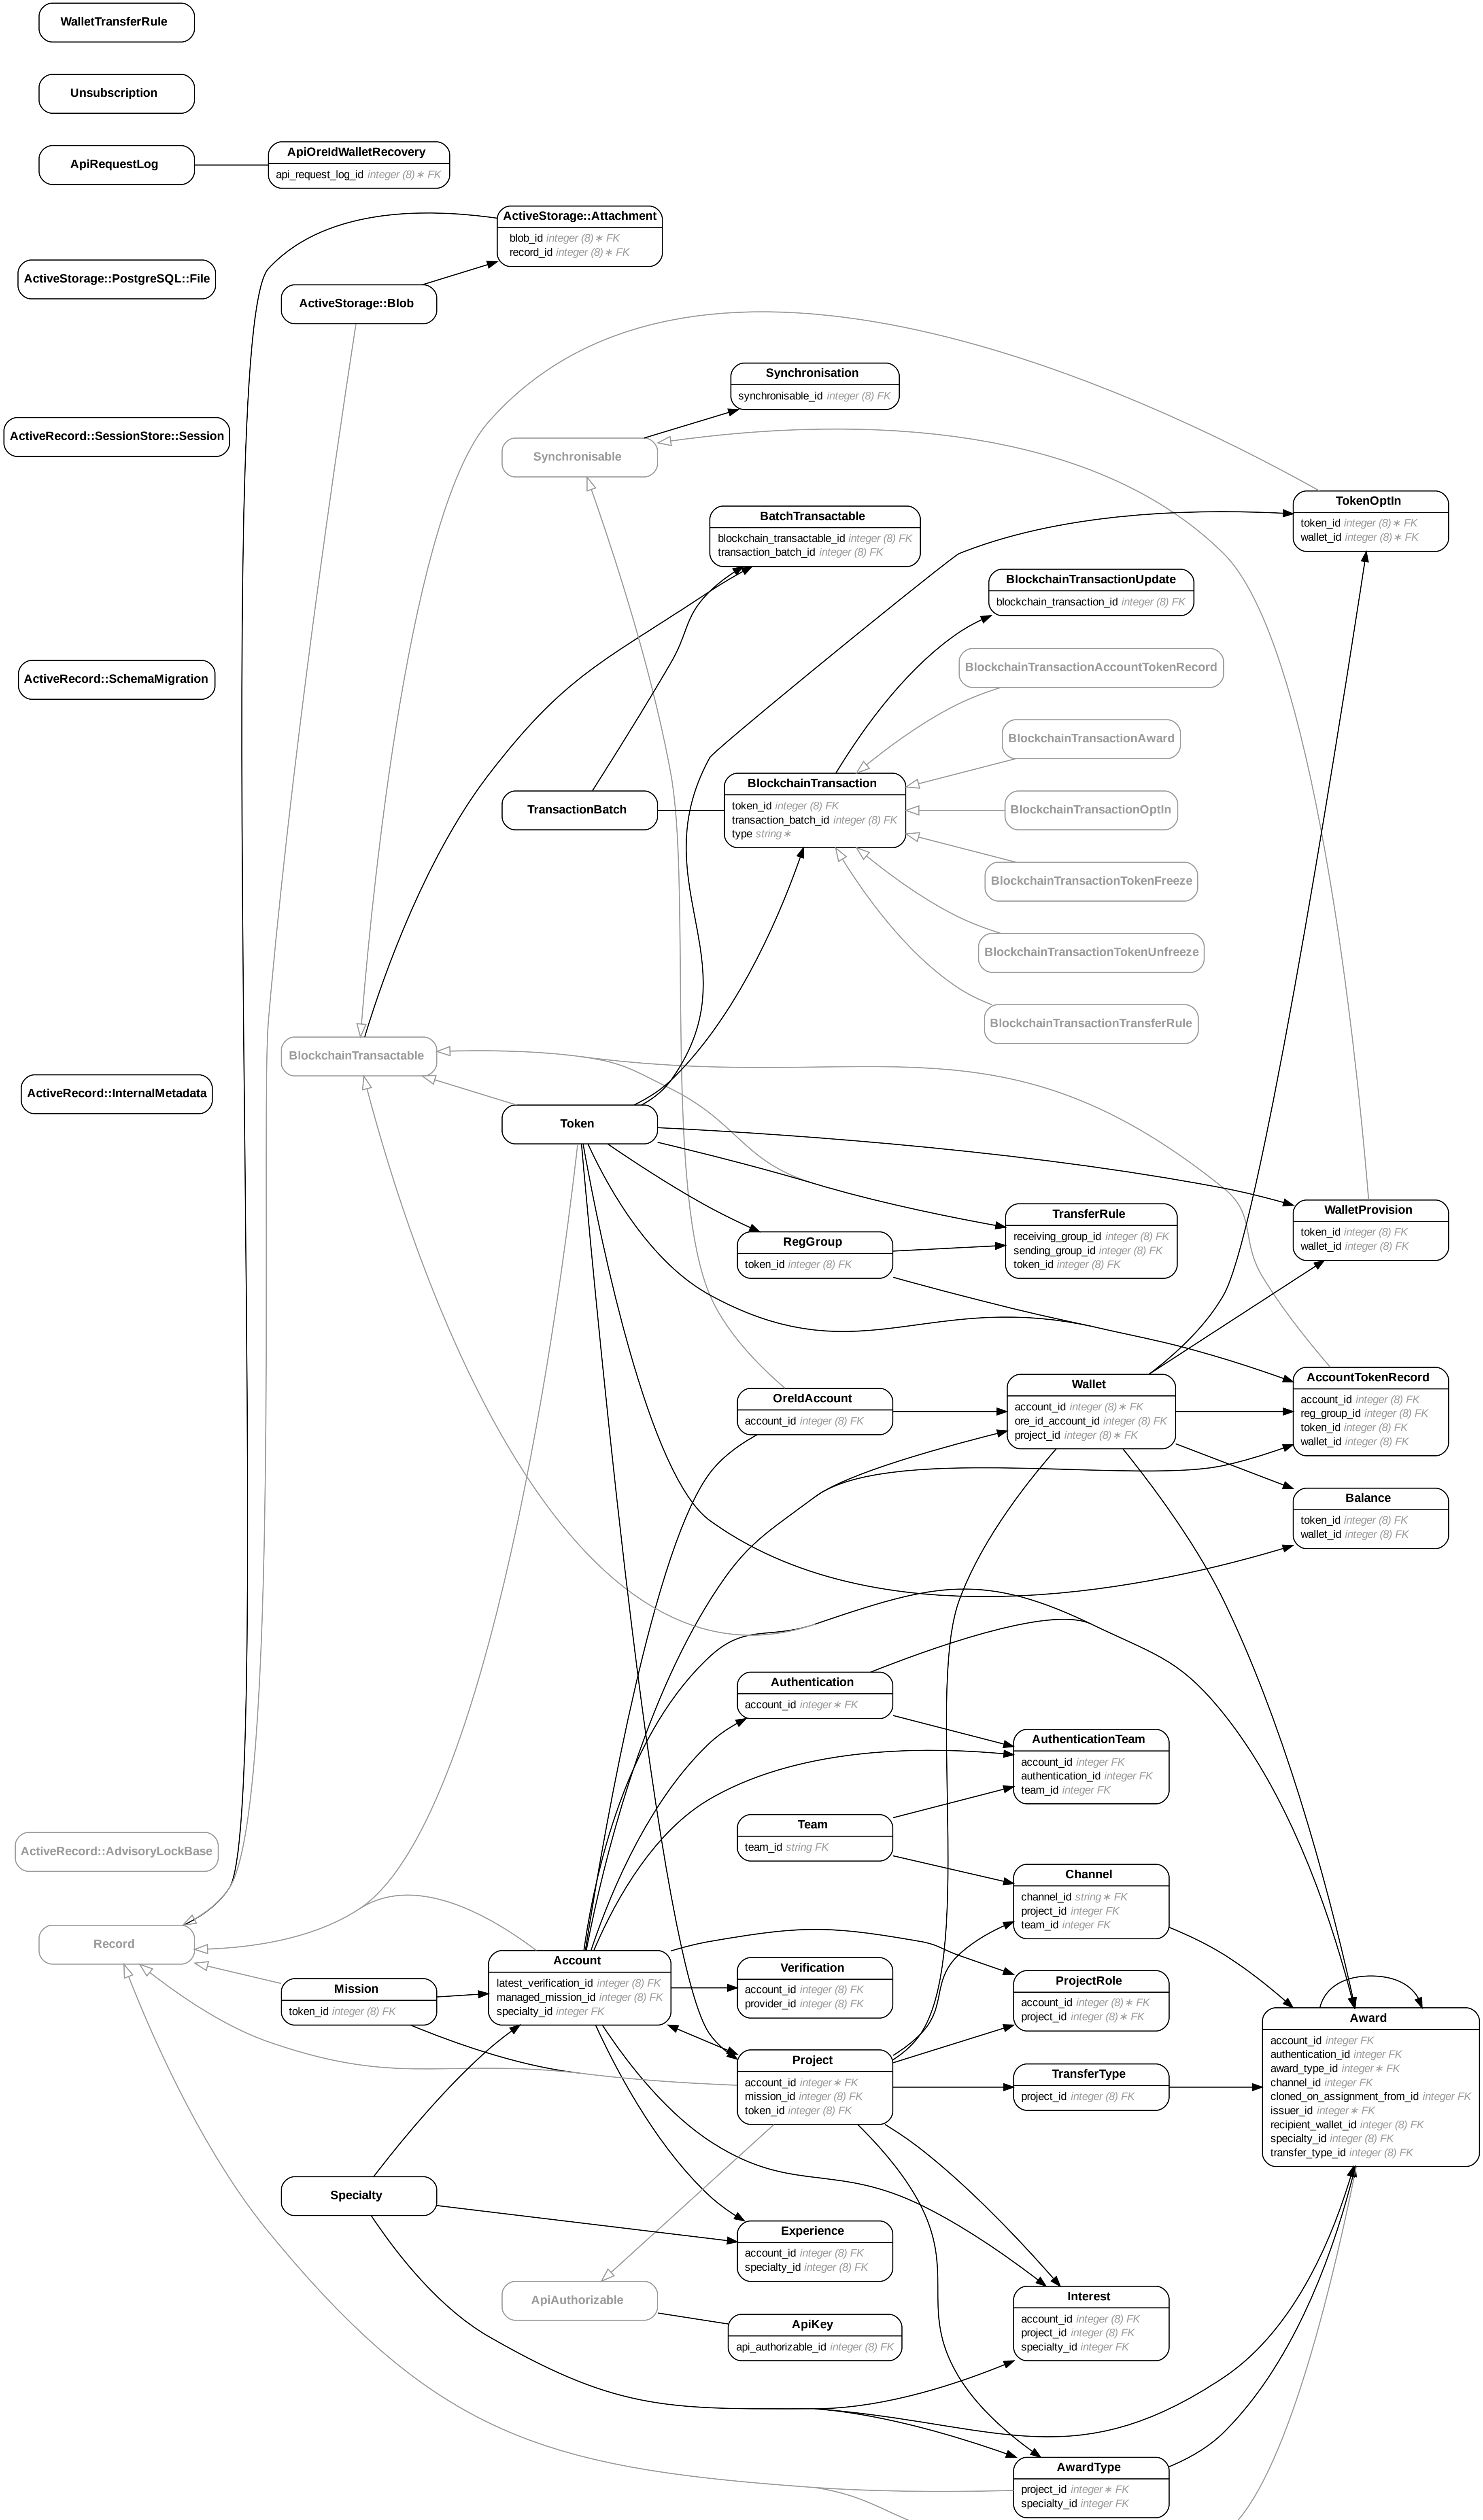 WalletTransferRule
Unsubscription
ApiRequestLog
ApiOreIdWalletRecovery
api_request_log_id integer (8)∗ FK
ActiveStorage::Attachment
blob_id integer (8)∗ FK
record_id integer (8)∗ FK
ActiveStorage::PostgreSQL::File
ActiveStorage::Blob
Synchronisation
synchronisable_id integer (8) FK
ActiveRecord::SessionStore::Session
Synchronisable
TokenOptIn
token_id integer (8)∗ FK
wallet_id integer (8)∗ FK
BatchTransactable
blockchain_transactable_id integer (8) FK
transaction_batch_id integer (8) FK
BlockchainTransactionUpdate
blockchain_transaction_id integer (8) FK
ActiveRecord::SchemaMigration
BlockchainTransactionAccountTokenRecord
BlockchainTransactionAward
TransactionBatch
BlockchainTransaction
token_id integer (8) FK
transaction_batch_id integer (8) FK
type string∗
BlockchainTransactionOptIn
BlockchainTransactionTokenFreeze
BlockchainTransactionTokenUnfreeze
BlockchainTransactionTransferRule
BlockchainTransactable
ActiveRecord::InternalMetadata
Token
TransferRule
receiving_group_id integer (8) FK
sending_group_id integer (8) FK
token_id integer (8) FK
WalletProvision
token_id integer (8) FK
wallet_id integer (8) FK
RegGroup
token_id integer (8) FK
OreIdAccount
account_id integer (8) FK
Wallet
account_id integer (8)∗ FK
ore_id_account_id integer (8) FK
project_id integer (8)∗ FK
AccountTokenRecord
account_id integer (8) FK
reg_group_id integer (8) FK
token_id integer (8) FK
wallet_id integer (8) FK
Balance
token_id integer (8) FK
wallet_id integer (8) FK
Authentication
account_id integer∗ FK
AuthenticationTeam
account_id integer FK
authentication_id integer FK
team_id integer FK
Team
team_id string FK
ActiveRecord::AdvisoryLockBase
Channel
channel_id string∗ FK
project_id integer FK
team_id integer FK
Record
Mission
token_id integer (8) FK
Account
latest_verification_id integer (8) FK
managed_mission_id integer (8) FK
specialty_id integer FK
Verification
account_id integer (8) FK
provider_id integer (8) FK
ProjectRole
account_id integer (8)∗ FK
project_id integer (8)∗ FK
Project
account_id integer∗ FK
mission_id integer (8) FK
token_id integer (8) FK
TransferType
project_id integer (8) FK
Award
account_id integer FK
authentication_id integer FK
award_type_id integer∗ FK
channel_id integer FK
cloned_on_assignment_from_id integer FK
issuer_id integer∗ FK
recipient_wallet_id integer (8) FK
specialty_id integer (8) FK
transfer_type_id integer (8) FK
Specialty
Experience
account_id integer (8) FK
specialty_id integer (8) FK
ApiAuthorizable
ApiKey
api_authorizable_id integer (8) FK
Interest
account_id integer (8) FK
project_id integer (8) FK
specialty_id integer FK
AwardType
project_id integer∗ FK
specialty_id integer FK